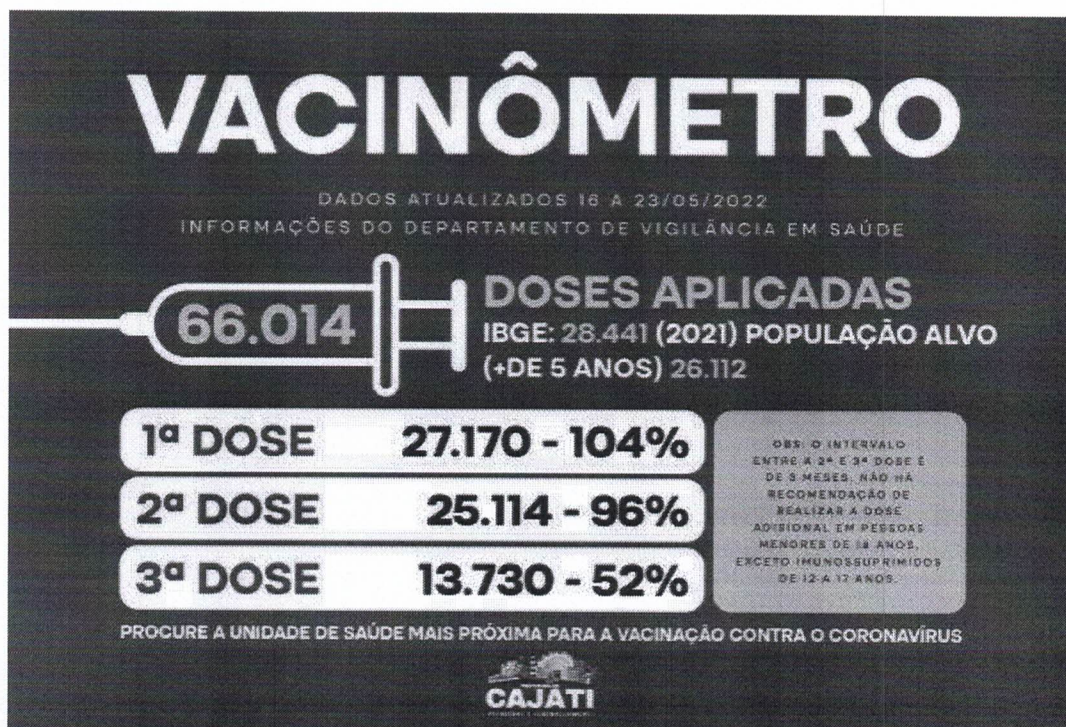 VACINÔMETRO
DADOS ATUALIZADOS 16 A 23/05/2022
INFORMAÇÕES DO DEPARTAMENTO DE VIGILÂNCIA EM SAÚDE
66.014
DOSES APLICADAS
IBGE: 28.441 (2021) POPULAÇÃO ALVO
(+DE 5 ANOS) 26.112
1ª DOSE 27.170 - 104%
2ª DOSE 25.114 - 96%
3ª DOSE 13.730 - 52%
OBS: O INTERVALO
ENTRE A 2ª E 3ª DOSE É
DE 3 MESES. NÃO HÁ
RECOMENDAÇÃO DE
REALIZAR A DOSE
ADISIONAL EM PESSOAS
MENORES DE 18 ANOS,
EXCETO IMUNOSSUPRIMIDOS
DE 12 A 17 ANOS.
PROCURE A UNIDADE DE SAÚDE MAIS PRÓXIMA PARA A VACINAÇÃO CONTRA O CORONAVÍRUS
CAJATI